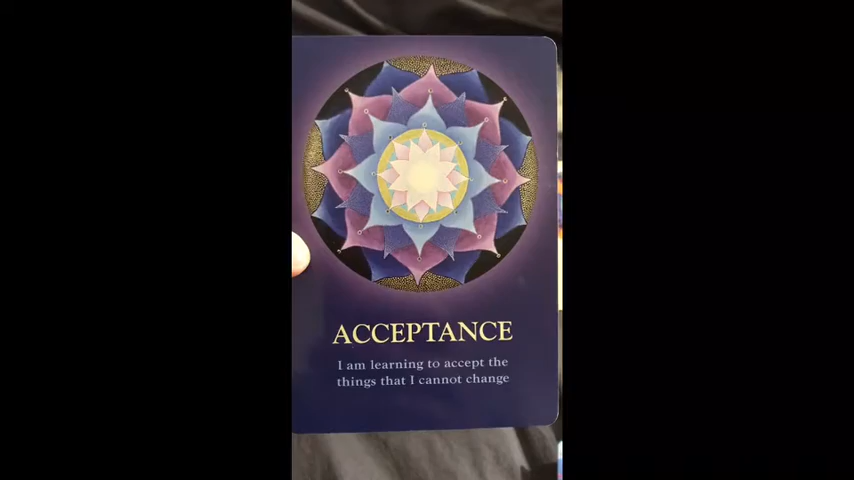 ACCEPTANCE
I am learning to accept the
things that I cannot change